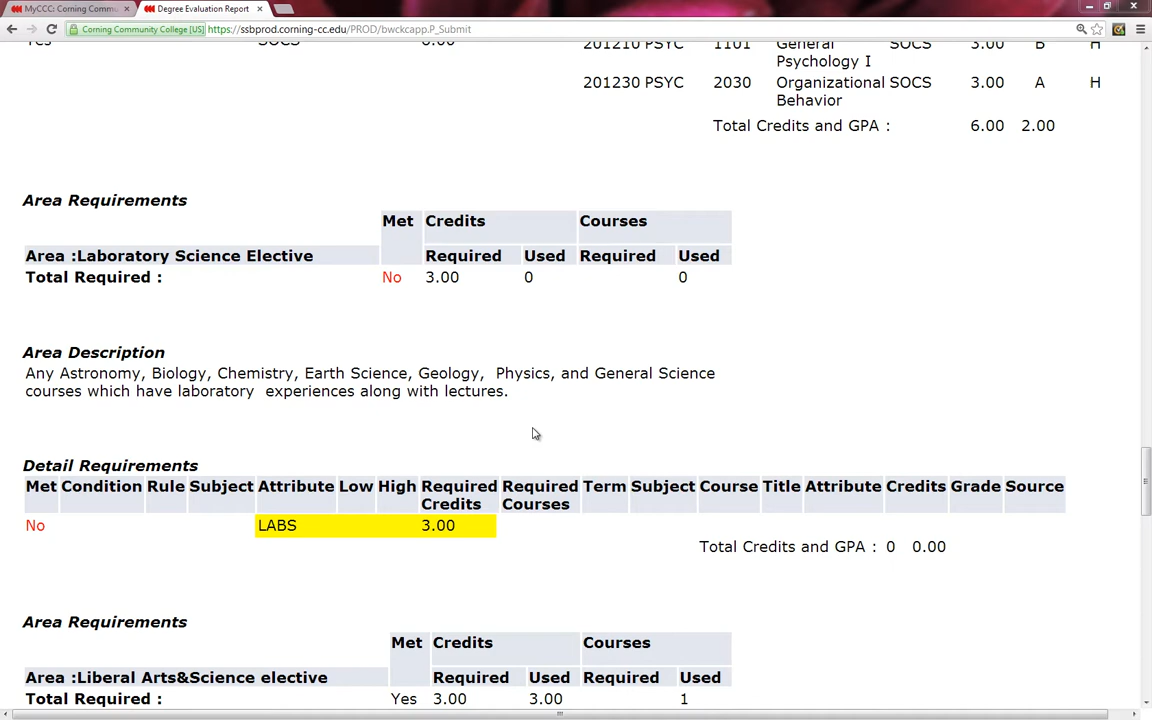 MyCCC: Corning Commu × Degree Evaluation Report ×
Corning Community College [US] https://ssbprod.corning-cc.edu/PROD/bwckcapp.P_Submit
Yes SOCS 6.00 201210 PSYC 1101 General SOCS 3.00 B H
Psychology I
201230 PSYC 2030 Organizational SOCS 3.00 A H
Behavior
Total Credits and GPA : 6.00 2.00
Area Requirements
Met Credits Courses
Area :Laboratory Science Elective Required Used Required Used
Total Required : No 3.00 0 0
Area Description
Any Astronomy, Biology, Chemistry, Earth Science, Geology, Physics, and General Science
courses which have laboratory experiences along with lectures.
Detail Requirements
Met Condition Rule Subject Attribute Low High Required Required Term Subject Course Title Attribute Credits Grade Source
Credits Courses
No LABS 3.00
Total Credits and GPA : 0 0.00
Area Requirements
Met Credits Courses
Area :Liberal Arts&Science elective Required Used Required Used
Total Required : Yes 3.00 3.00 1